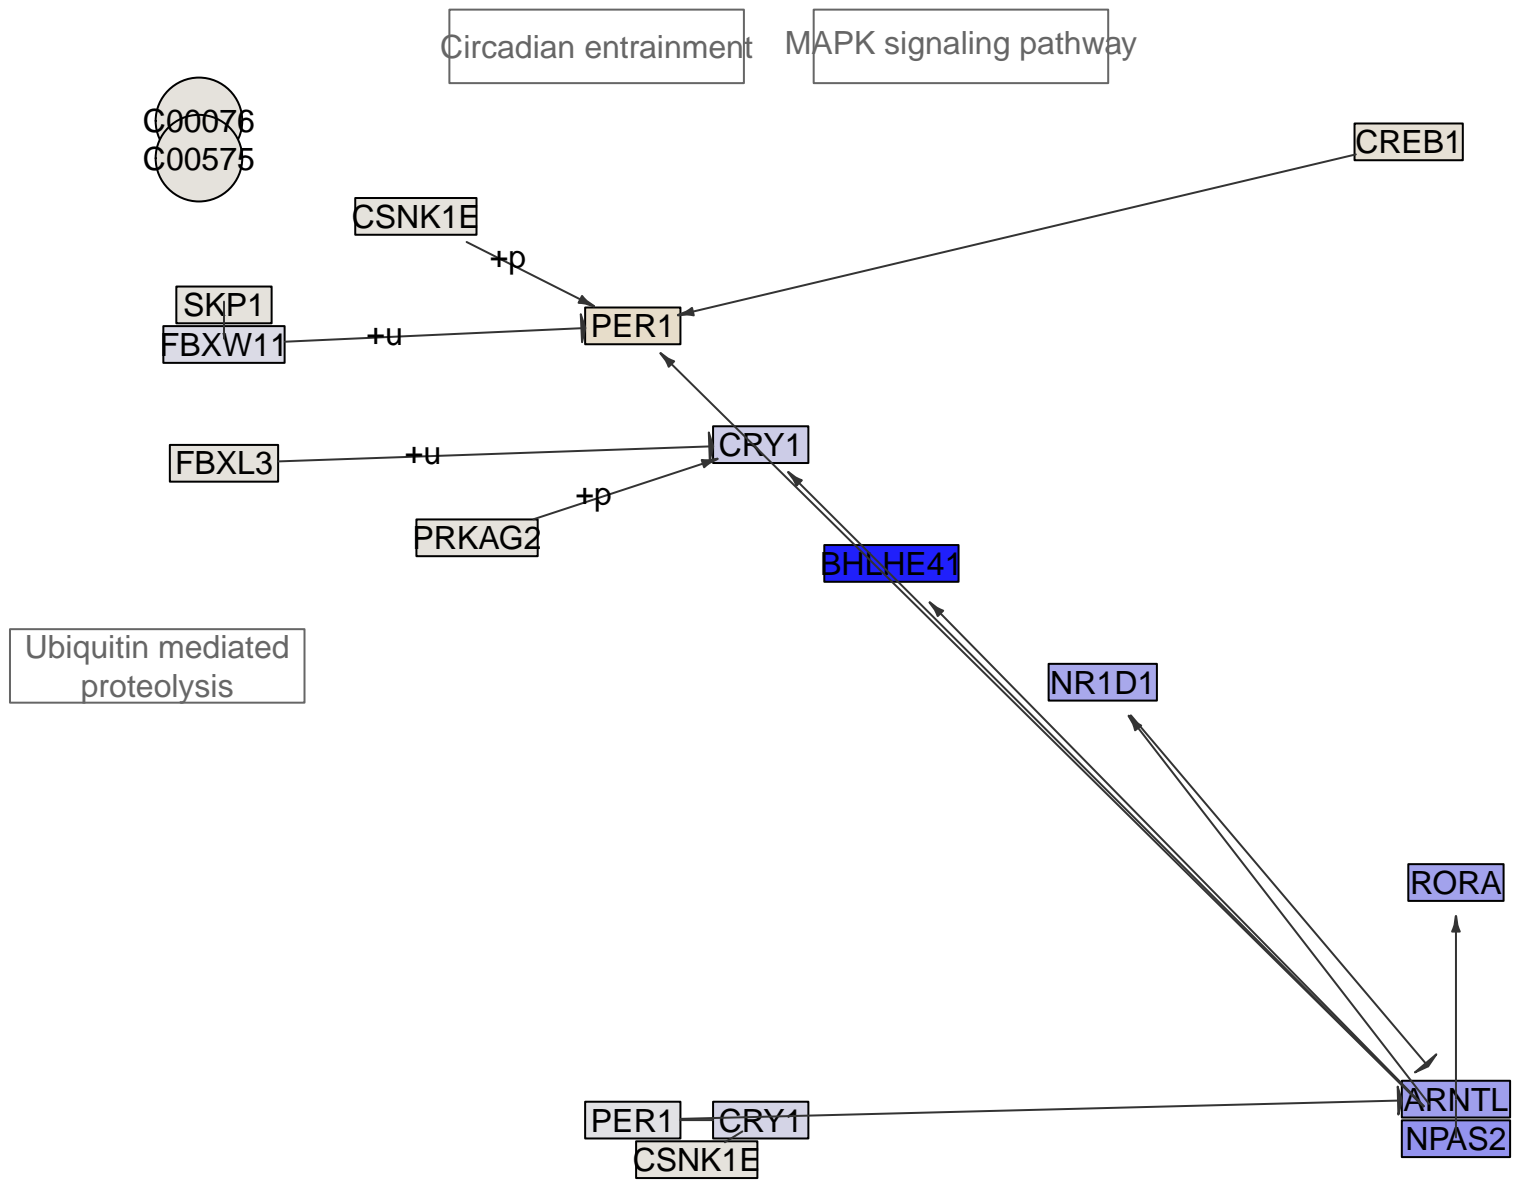 Circadian entrainment
MAPK signaling pathway
C00076
C00575
CREB1
CSNK1E
+p
SKP1
PER1
FBXW11
+u
CRY1
FBXL3
+u
+p
PRKAG2
BHLHE41
Ubiquitin mediated
proteolysis
NR1D1
RORA
ARNTL
PER1
CRY1
NPAS2
CSNK1E